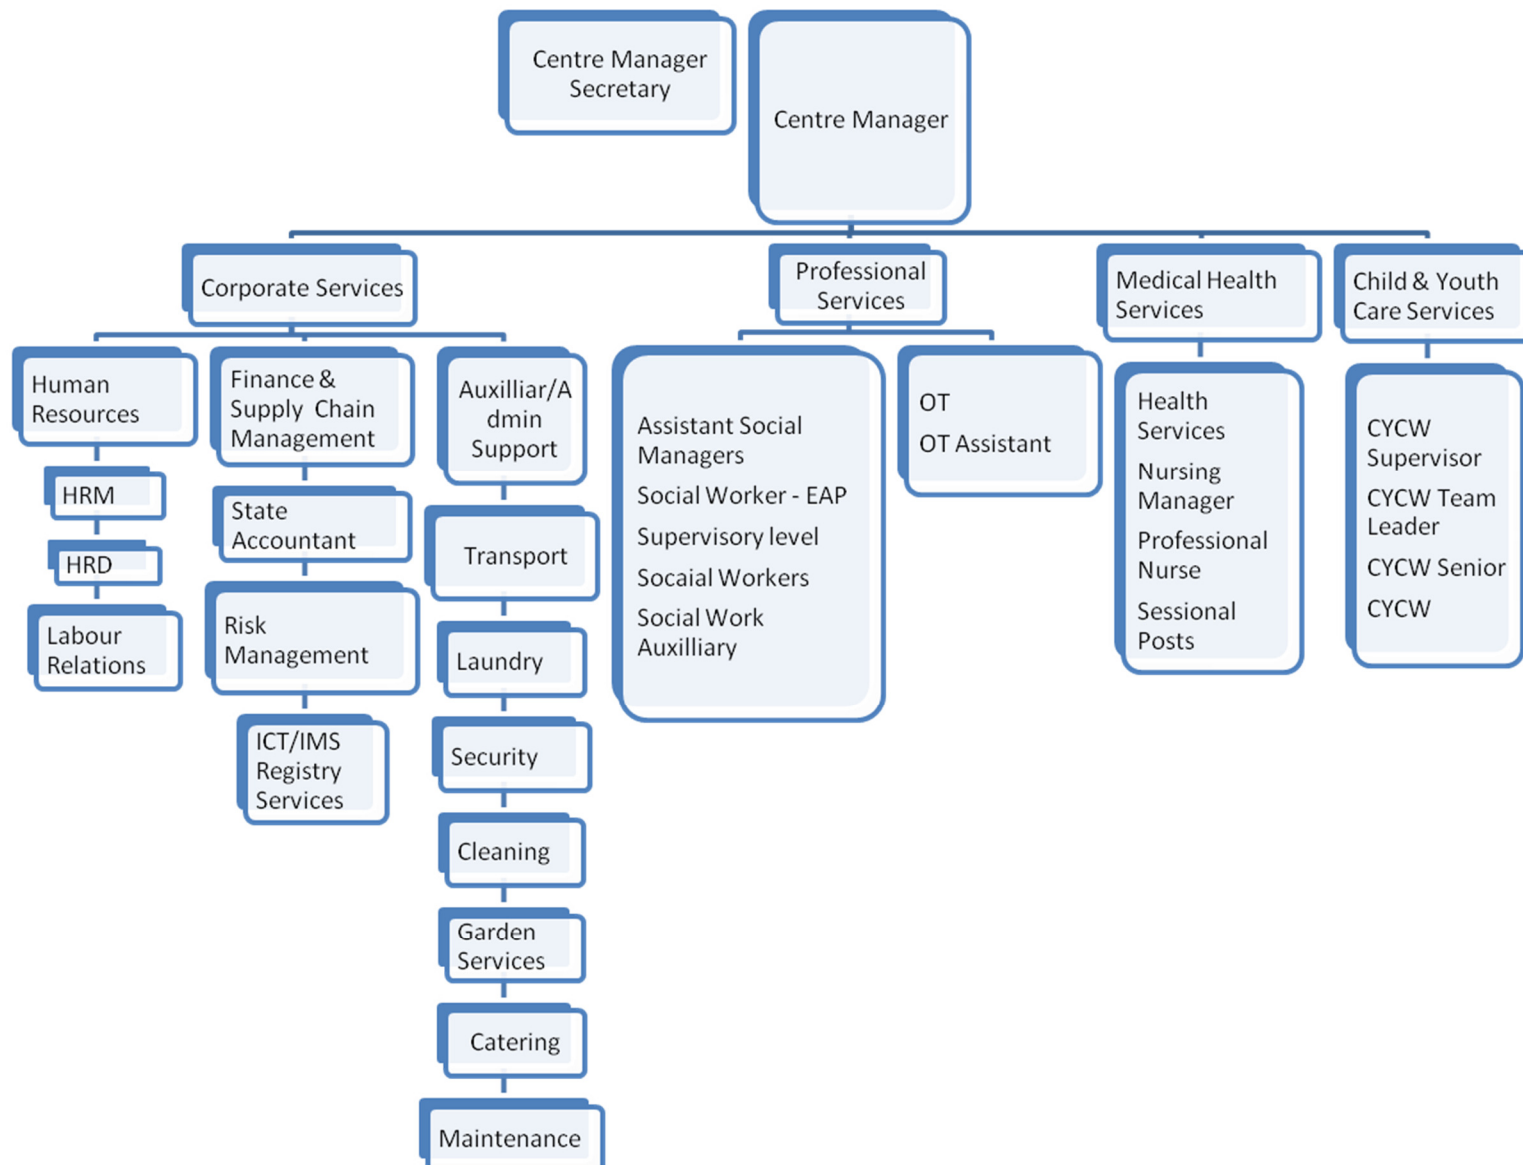 Centre Manager
Secretary
Centre Manager
Corporate Services
Professional
Services
Medical Health
Services
Child & Youth
Care Services
Human
Resources
HRM
HRD
Labour
Relations
Finance &
Supply Chain
Management
State
Accountant
Risk
Management
ICT/IMS
Registry
Services
Auxilliar/A
dmin
Support
Transport
Laundry
Security
Cleaning
Garden
Services
Catering
Maintenance
Assistant Social
Managers
Social Worker - EAP
Supervisory level
Socaial Workers
Social Work
Auxilliary
OT
OT Assistant
Health
Services
Nursing
Manager
Professional
Nurse
Sessional
Posts
CYCW
Supervisor
CYCW Team
Leader
CYCW Senior
CYCW